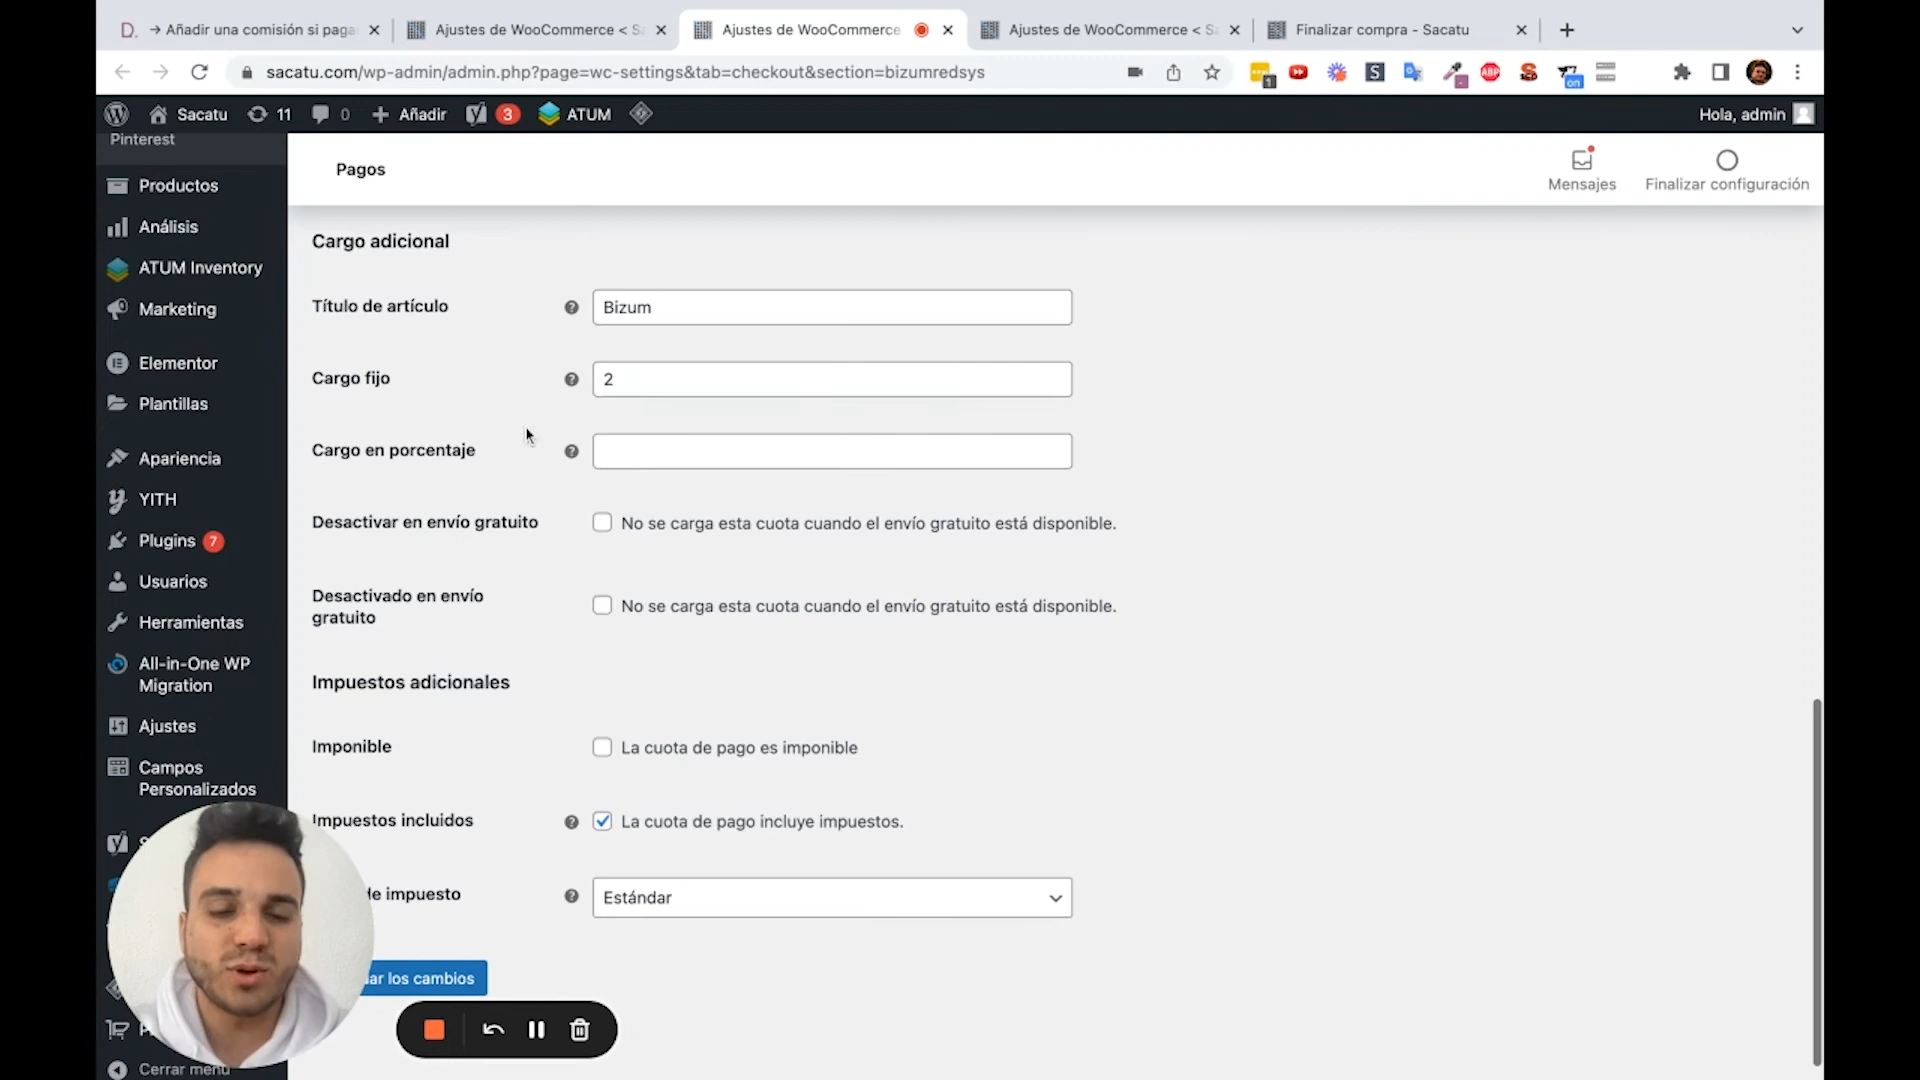 → Añadir una comisión si paga
Ajustes de WooCommerce < Sa
Ajustes de WooCommerce
Ajustes de WooCommerce < Sa
Finalizar compra - Sacatu
sacatu.com/wp-admin/admin.php?page=wc-settings&tab=checkout&section=bizumredsys
1
S
ABP
on
Sacatu
11
0
Añadir
3
ATUM
Hola, admin
Pinterest
Productos
Análisis
ATUM Inventory
Marketing
Elementor
Plantillas
Apariencia
YITH
Plugins 7
Usuarios
Herramientas
All-in-One WP
Migration
Ajustes
Campos
Personalizados
Cerrar menú
Pagos
Mensajes
Finalizar configuración
Cargo adicional
Título de artículo
Bizum
Cargo fijo
2
Cargo en porcentaje
Desactivar en envío gratuito
No se carga esta cuota cuando el envío gratuito está disponible.
Desactivado en envío
gratuito
No se carga esta cuota cuando el envío gratuito está disponible.
Impuestos adicionales
Imponible
La cuota de pago es imponible
Impuestos incluidos
La cuota de pago incluye impuestos.
de impuesto
Estándar
ar los cambios